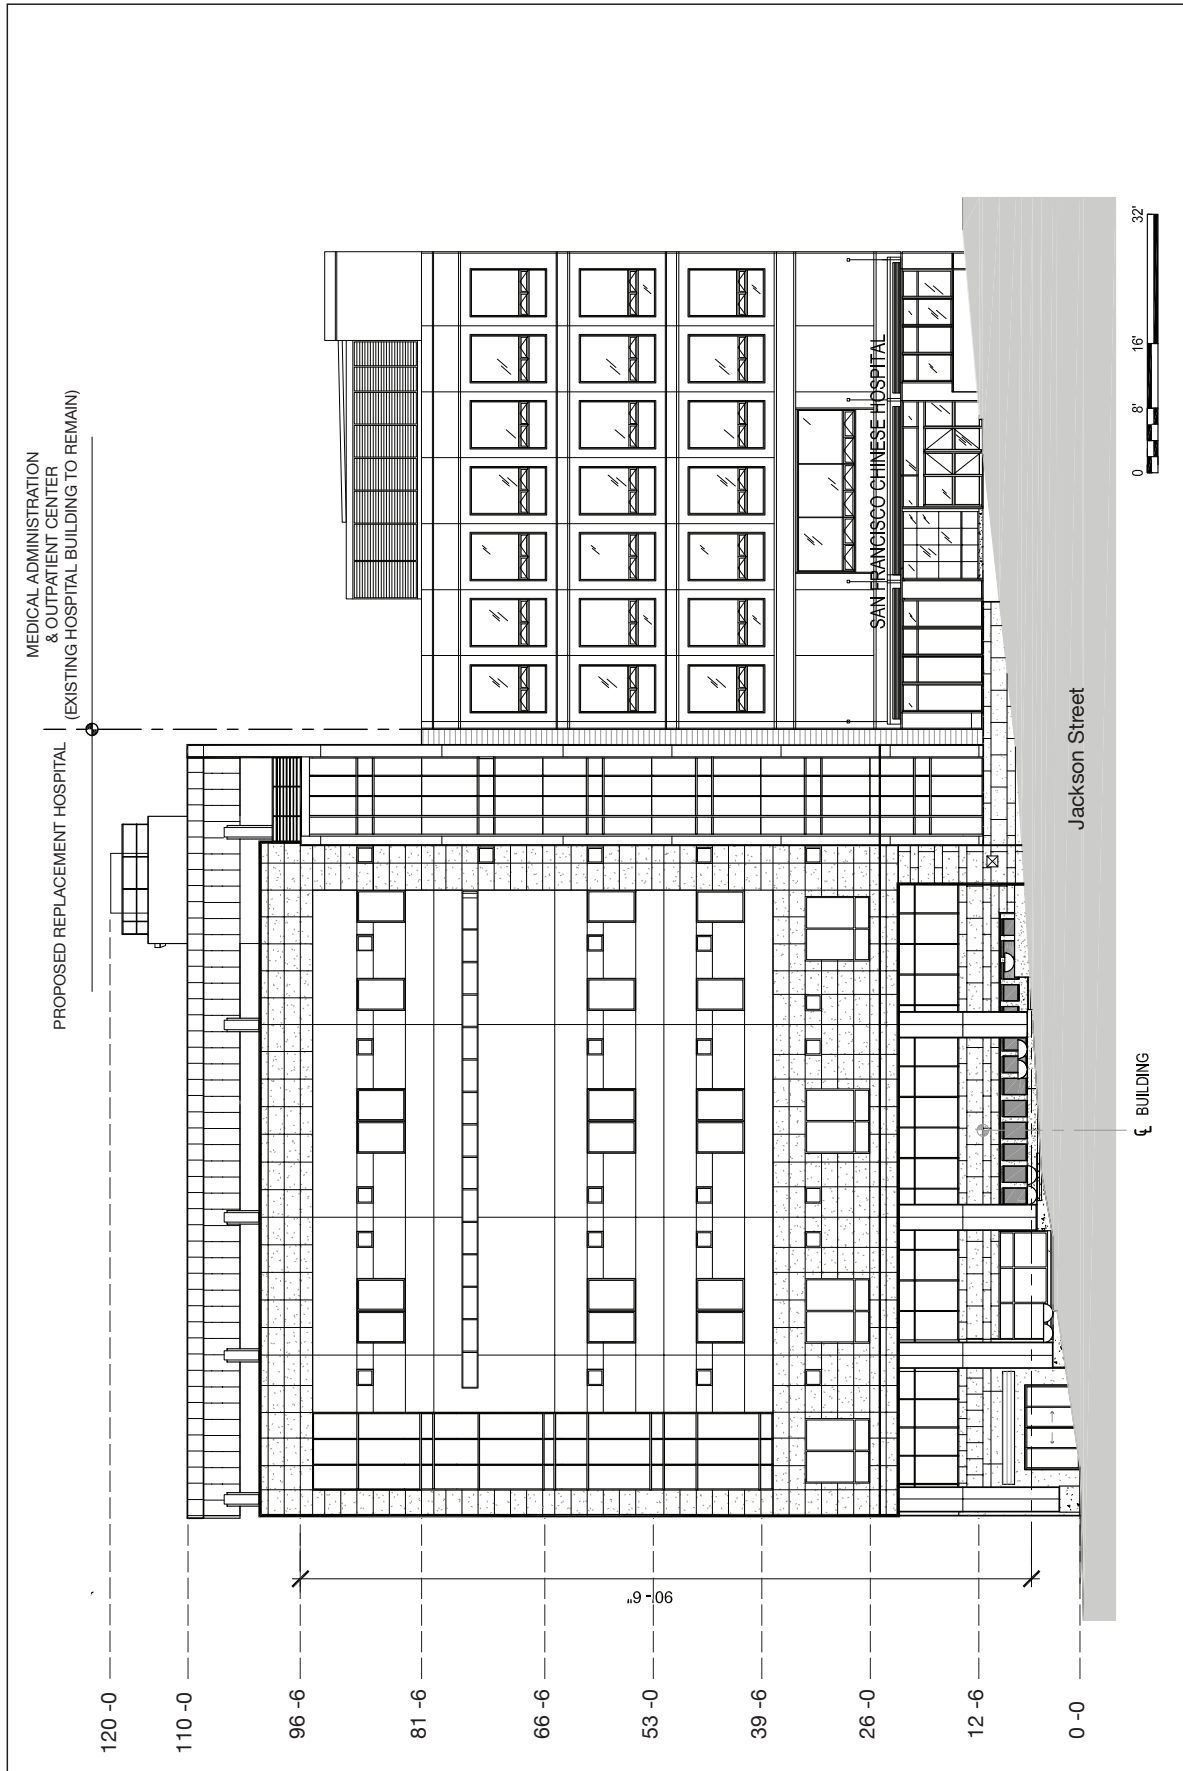 MEDICAL ADMINISTRATION
& OUTPATIENT CENTER
(EXISTING HOSPITAL BUILDING TO REMAIN)
PROPOSED REPLACEMENT HOSPITAL
120 -0
110 -0
96 -6
81 -6
66 -6
53 -0
39 -6
26 -0
12 -6
0 -0
90'- 6"
SAN FRANCISCO CHINESE HOSPITAL
Jackson Street
℄ BUILDING
0 8' 16' 32'